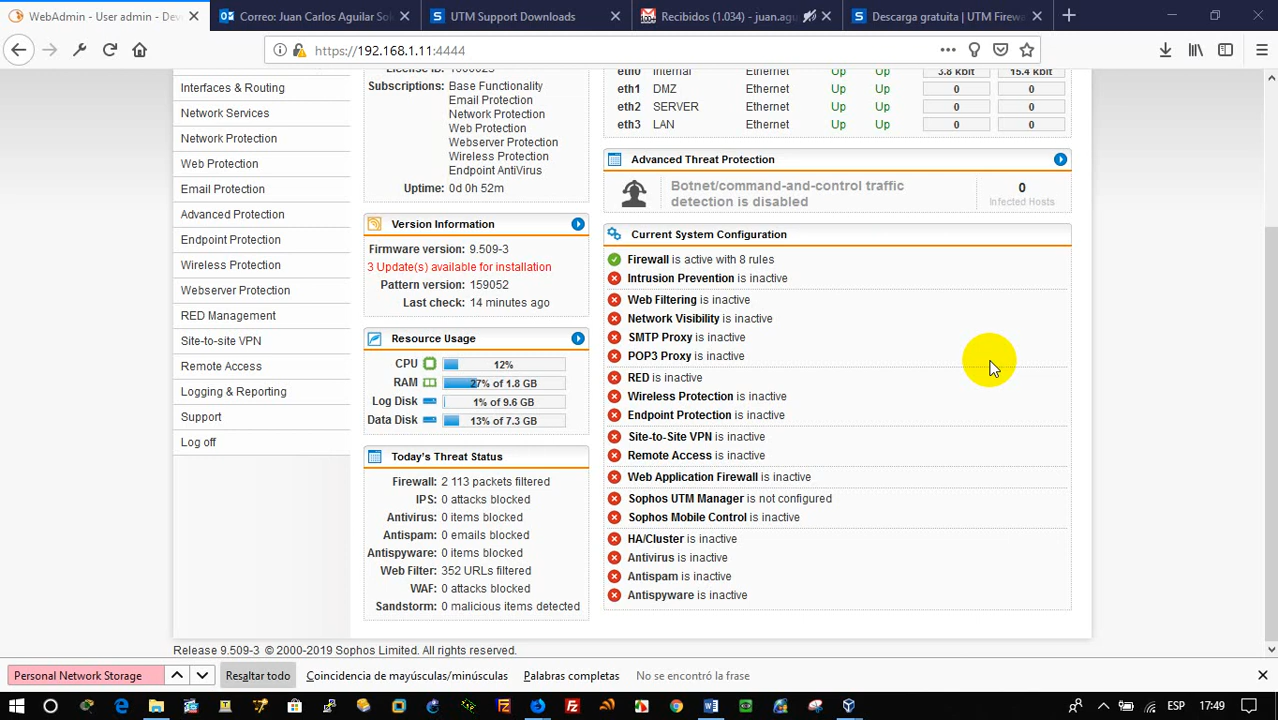 WebAdmin - User admin - Dev
Correo: Juan Carlos Aguilar So
UTM Support Downloads
Recibidos (1.034) - juan.agu
Descarga gratuita | UTM Firewa
https://192.168.1.11:4444
Interfaces & Routing
Network Services
Network Protection
Web Protection
Email Protection
Advanced Protection
Endpoint Protection
Wireless Protection
Webserver Protection
RED Management
Site-to-site VPN
Remote Access
Logging & Reporting
Support
Log off
Subscriptions: Base Functionality
Email Protection
Network Protection
Web Protection
Webserver Protection
Wireless Protection
Endpoint AntiVirus
Uptime: 0d 0h 52m
Version Information
Firmware version: 9.509-3
3 Update(s) available for installation
Pattern version: 159052
Last check: 14 minutes ago
Resource Usage
CPU 12%
RAM 27% of 1.8 GB
Log Disk 1% of 9.6 GB
Data Disk 13% of 7.3 GB
Today's Threat Status
Firewall: 2 113 packets filtered
IPS: 0 attacks blocked
Antivirus: 0 items blocked
Antispam: 0 emails blocked
Antispyware: 0 items blocked
Web Filter: 352 URLs filtered
WAF: 0 attacks blocked
Sandstorm: 0 malicious items detected
eth0 Internal Ethernet Up Up 3.8 kbit 15.4 kbit
eth1 DMZ Ethernet Up Up 0 0
eth2 SERVER Ethernet Up Up 0 0
eth3 LAN Ethernet Up Up 0 0
Advanced Threat Protection
Botnet/command-and-control traffic
detection is disabled
0
Infected Hosts
Current System Configuration
Firewall is active with 8 rules
Intrusion Prevention is inactive
Web Filtering is inactive
Network Visibility is inactive
SMTP Proxy is inactive
POP3 Proxy is inactive
RED is inactive
Wireless Protection is inactive
Endpoint Protection is inactive
Site-to-Site VPN is inactive
Remote Access is inactive
Web Application Firewall is inactive
Sophos UTM Manager is not configured
Sophos Mobile Control is inactive
HA/Cluster is inactive
Antivirus is inactive
Antispam is inactive
Antispyware is inactive
Release 9.509-3 © 2000-2019 Sophos Limited. All rights reserved.
Personal Network Storage
Resaltar todo
Coincidencia de mayúsculas/minúsculas
Palabras completas
No se encontró la frase
ESP 17:49